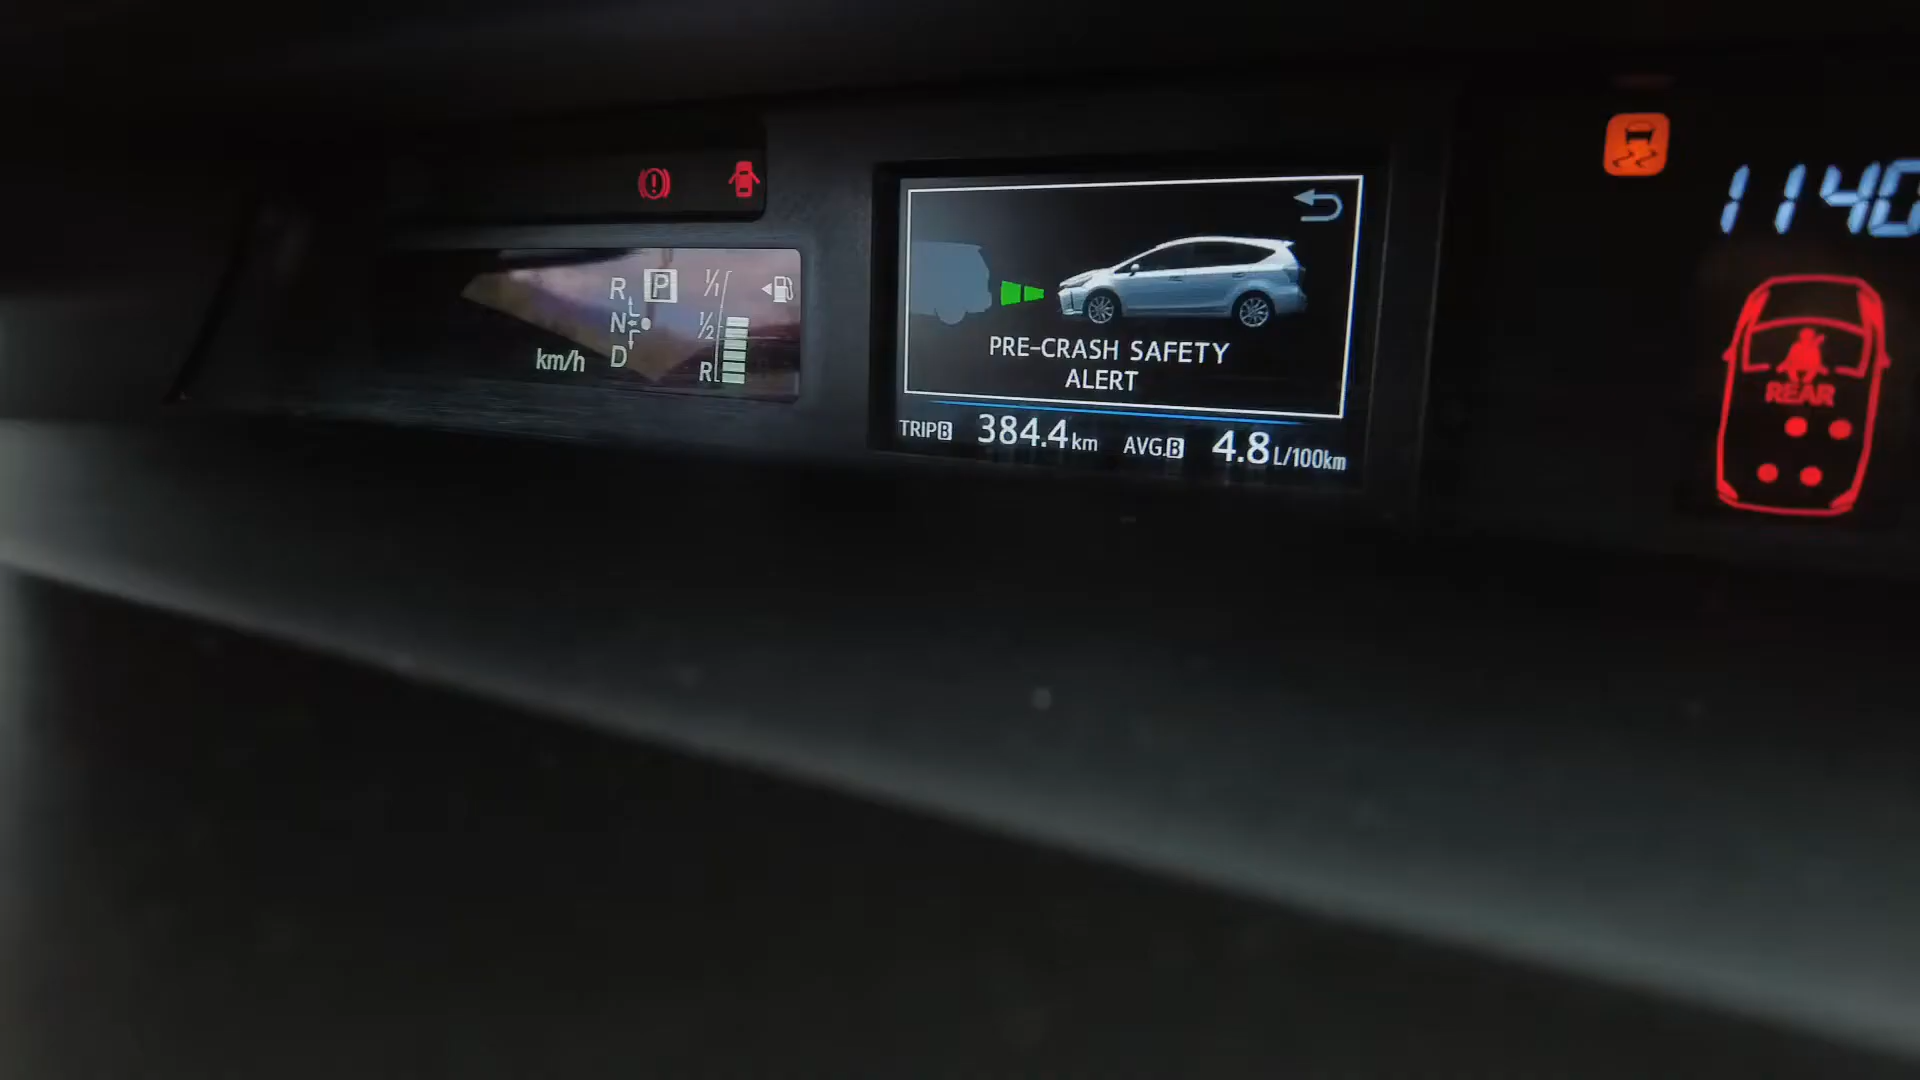 R P 1/1
N 1/2
km/h D R
PRE-CRASH SAFETY
ALERT
TRIP B 384.4 km AVG. B 4.8 L/100km
1140
REAR